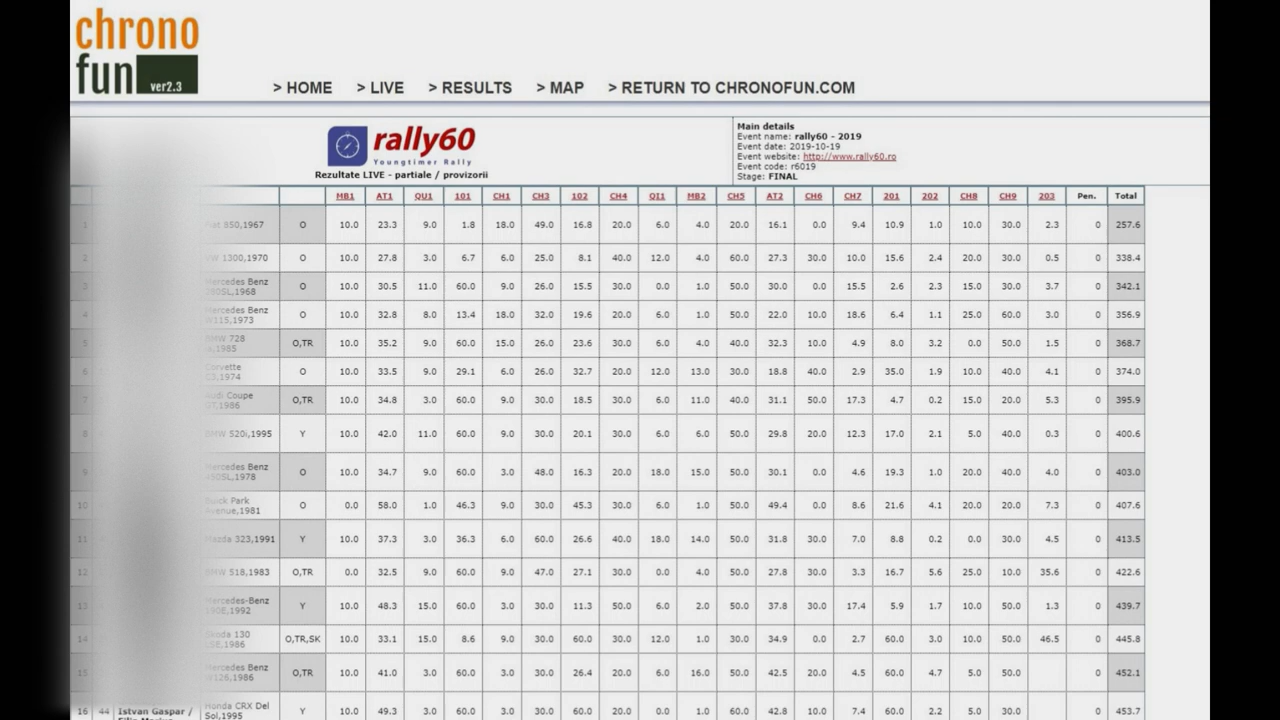 chrono
fun ver2.3
> HOME > LIVE > RESULTS > MAP > RETURN TO CHRONOFUN.COM
rally60
Youngtimer Rally
Rezultate LIVE - partiale / provizorii
Main details
Event name: rally60 - 2019
Event date: 2019-10-19
Event website: http://www.rally60.ro
Event code: r6019
Stage: FINAL
MB1 AT1 QU1 101 CH1 CH3 102 CH4 QI1 MB2 CH5 AT2 CH6 CH7 201 202 CH8 CH9 203 Pen. Total
1 850,1967 O 10.0 23.3 9.0 1.8 18.0 49.0 16.8 20.0 6.0 4.0 20.0 16.1 0.0 9.4 10.9 1.0 10.0 30.0 2.3 0 257.6
2 VW 1300,1970 O 10.0 27.8 3.0 6.7 6.0 25.0 8.1 40.0 12.0 4.0 60.0 27.3 30.0 10.0 15.6 2.4 20.0 30.0 0.5 0 338.4
3 Mercedes Benz
280SL,1968 O 10.0 30.5 11.0 60.0 9.0 26.0 15.5 30.0 0.0 1.0 50.0 30.0 0.0 15.5 2.6 2.3 15.0 30.0 3.7 0 342.1
4 Mercedes Benz
W115,1973 O 10.0 32.8 8.0 13.4 18.0 32.0 19.6 20.0 6.0 1.0 50.0 22.0 10.0 18.6 6.4 1.1 25.0 60.0 3.0 0 356.9
5 BMW 728
1985 O,TR 10.0 35.2 9.0 60.0 15.0 26.0 23.6 30.0 6.0 4.0 40.0 32.3 10.0 4.9 8.0 3.2 0.0 50.0 1.5 0 368.7
6 Corvette
C3,1974 O 10.0 33.5 9.0 29.1 6.0 26.0 32.7 20.0 12.0 13.0 30.0 18.8 40.0 2.9 35.0 1.9 10.0 40.0 4.1 0 374.0
7 Audi Coupe
GT,1986 O,TR 10.0 34.8 3.0 60.0 9.0 30.0 18.5 30.0 6.0 11.0 40.0 31.1 50.0 17.3 4.7 0.2 15.0 20.0 5.3 0 395.9
8 BMW 520i,1995 Y 10.0 42.0 11.0 60.0 9.0 30.0 20.1 30.0 6.0 6.0 50.0 29.8 20.0 12.3 17.0 2.1 5.0 40.0 0.3 0 400.6
9 Mercedes Benz
450SL,1978 O 10.0 34.7 9.0 60.0 3.0 48.0 16.3 20.0 18.0 15.0 50.0 30.1 0.0 4.6 19.3 1.0 20.0 40.0 4.0 0 403.0
10 Buick Park
Avenue,1981 O 0.0 58.0 1.0 46.3 9.0 30.0 45.3 30.0 6.0 1.0 50.0 49.4 0.0 8.6 21.6 4.1 20.0 20.0 7.3 0 407.6
11 Mazda 323,1991 Y 10.0 37.3 3.0 36.3 6.0 60.0 26.6 40.0 18.0 14.0 50.0 31.8 30.0 7.0 8.8 0.2 0.0 30.0 4.5 0 413.5
12 BMW 518,1983 O,TR 0.0 32.5 9.0 60.0 9.0 47.0 27.1 30.0 0.0 4.0 50.0 27.8 30.0 3.3 16.7 5.6 25.0 10.0 35.6 0 422.6
13 Mercedes-Benz
190E,1992 Y 10.0 48.3 15.0 60.0 3.0 30.0 11.3 50.0 6.0 2.0 50.0 37.8 30.0 17.4 5.9 1.7 10.0 50.0 1.3 0 439.7
14 Skoda 130
LSE,1986 O,TR,SK 10.0 33.1 15.0 8.6 9.0 30.0 60.0 30.0 12.0 1.0 30.0 34.9 0.0 2.7 60.0 3.0 10.0 50.0 46.5 0 445.8
15 Mercedes Benz
W126,1986 O,TR 10.0 41.0 3.0 60.0 3.0 30.0 26.4 20.0 6.0 16.0 50.0 42.5 20.0 4.5 60.0 4.7 5.0 50.0 0 452.1
16 44 Istvan Gaspar / Honda CRX Del
Sol,1995 Y 10.0 49.3 3.0 60.0 3.0 30.0 60.0 20.0 0.0 1.0 60.0 42.8 10.0 7.4 60.0 2.2 5.0 30.0 0 453.7